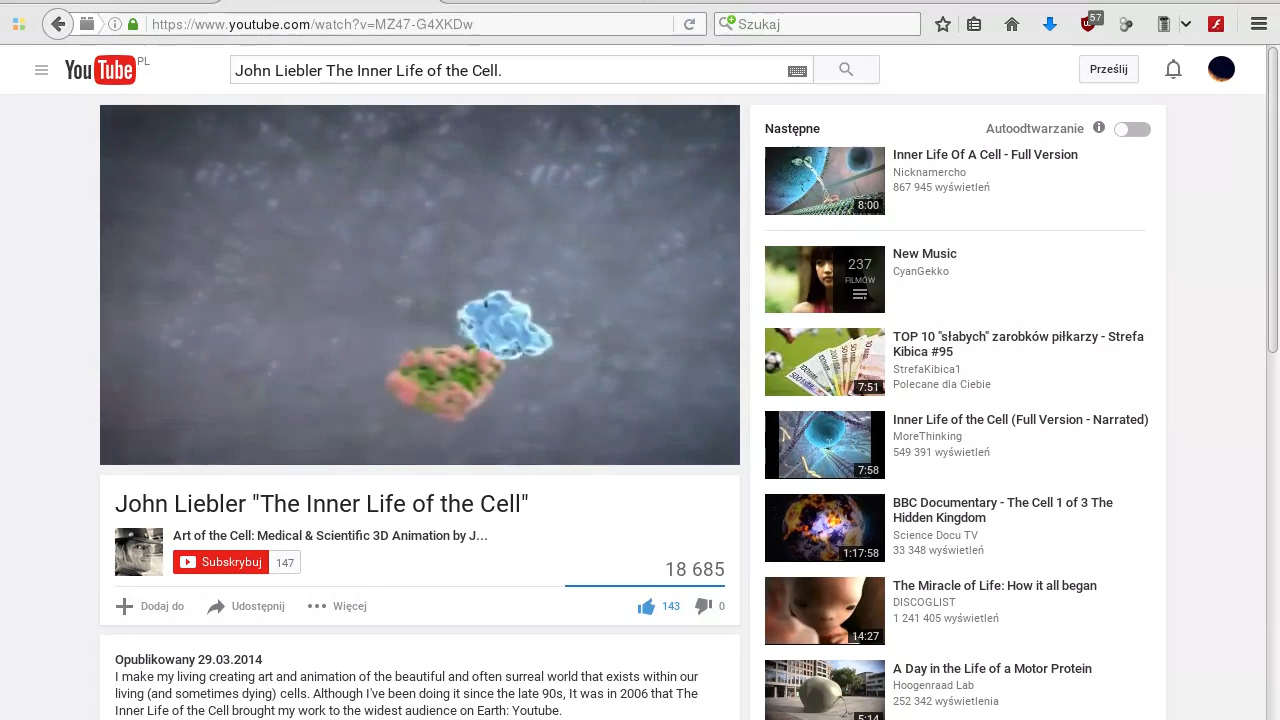 https://www.youtube.com/watch?v=MZ47-G4XKDw
Szukaj
57
YouTube PL
John Liebler The Inner Life of the Cell.
Prześlij
Następne
Autoodtwarzanie
Inner Life Of A Cell - Full Version
Nicknamercho
867 945 wyświetleń
8:00
New Music
CyanGekko
237
FILMÓW
TOP 10 "słabych" zarobków piłkarzy - Strefa
Kibica #95
StrefaKibica1
Polecane dla Ciebie
7:51
Inner Life of the Cell (Full Version - Narrated)
MoreThinking
549 391 wyświetleń
7:58
BBC Documentary - The Cell 1 of 3 The
Hidden Kingdom
Science Docu TV
33 348 wyświetleń
1:17:58
The Miracle of Life: How it all began
DISCOGLIST
1 241 405 wyświetleń
14:27
A Day in the Life of a Motor Protein
Hoogenraad Lab
252 342 wyświetlenia
5:14
John Liebler "The Inner Life of the Cell"
Art of the Cell: Medical & Scientific 3D Animation by J...
Subskrybuj 147
18 685
Dodaj do Udostępnij Więcej
143 0
Opublikowany 29.03.2014
I make my living creating art and animation of the beautiful and often surreal world that exists within our
living (and sometimes dying) cells. Although I've been doing it since the late 90s, It was in 2006 that The
Inner Life of the Cell brought my work to the widest audience on Earth: Youtube.